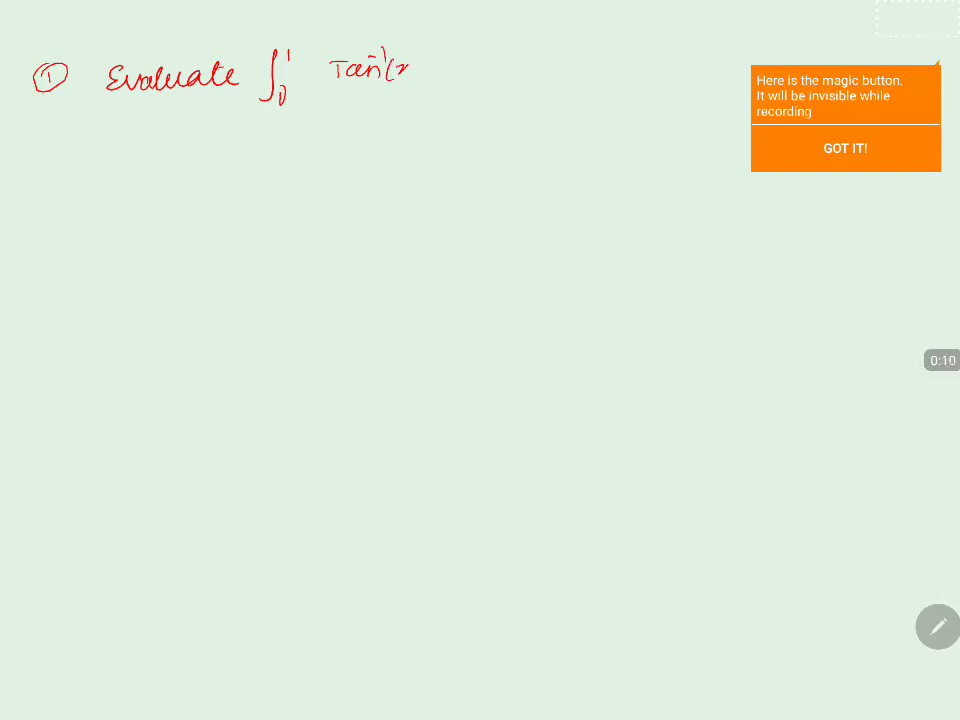 ① Evaluate ∫₀¹ Tan⁻¹(x
Here is the magic button.
It will be invisible while
recording
GOT IT!
0:10